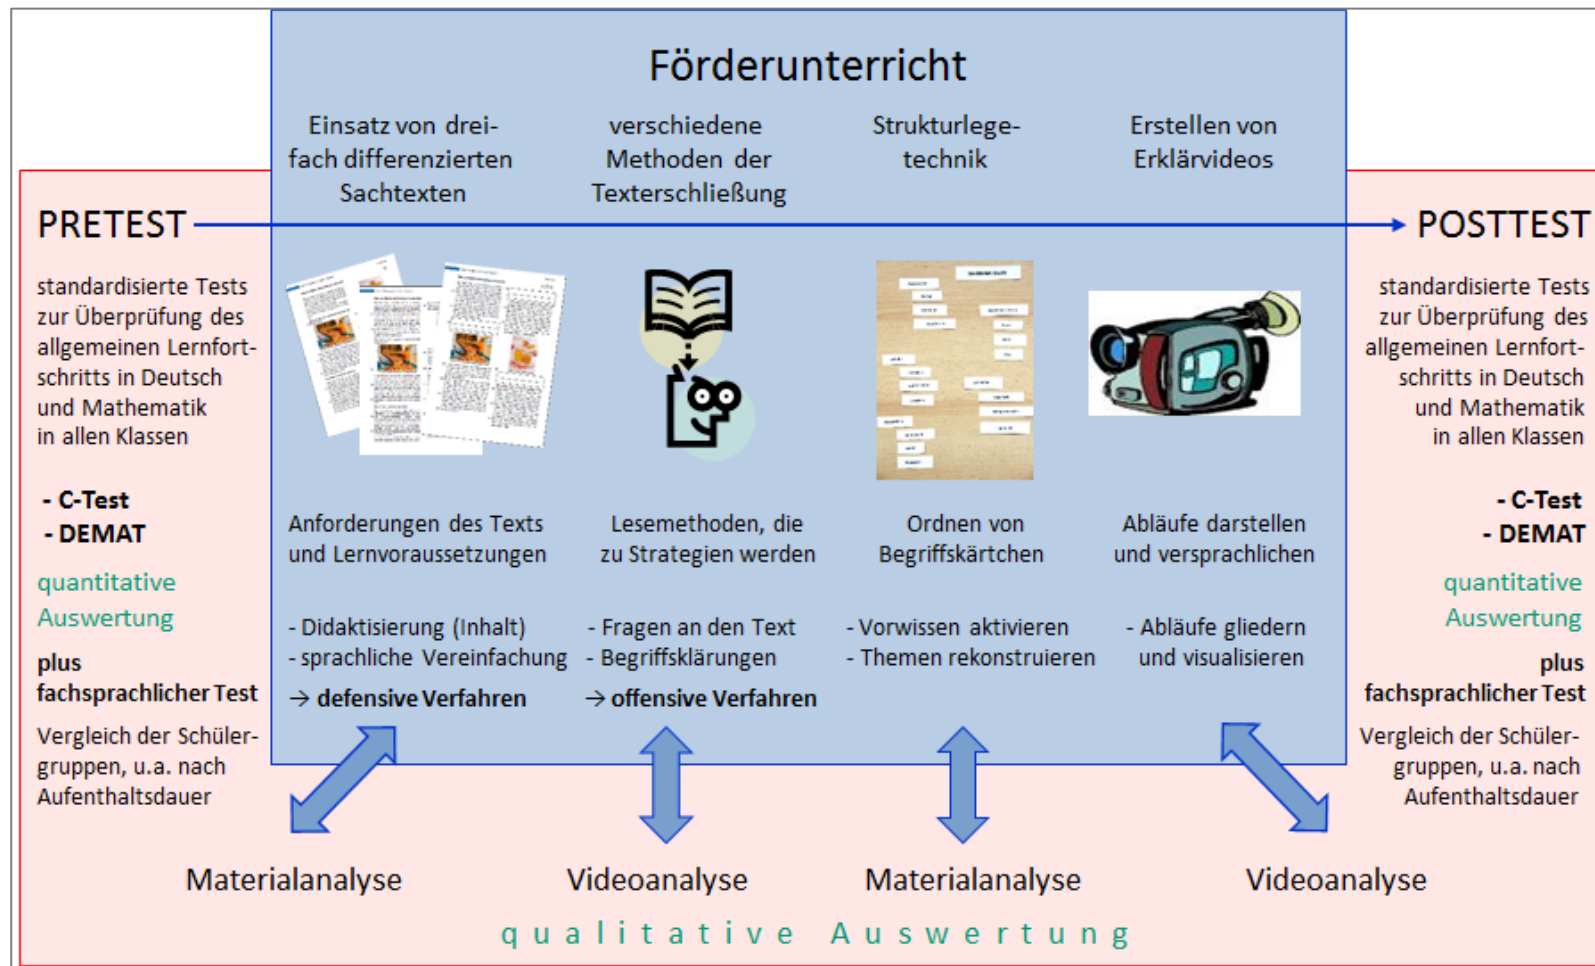 Förderunterricht
Einsatz von drei-
fach differenzierten
Sachtexten
verschiedene
Methoden der
Texterschließung
Strukturlege-
technik
Erstellen von
Erklärvideos
PRETEST
standardisierte Tests
zur Überprüfung des
allgemeinen Lernfort-
schritts in Deutsch
und Mathematik
in allen Klassen
- C-Test
- DEMAT
quantitative
Auswertung
plus
fachsprachlicher Test
Vergleich der Schüler-
gruppen, u.a. nach
Aufenthaltsdauer
Anforderungen des Texts
und Lernvoraussetzungen
- Didaktisierung (Inhalt)
- sprachliche Vereinfachung
→ defensive Verfahren
Lesemethoden, die
zu Strategien werden
- Fragen an den Text
- Begriffsklärungen
→ offensive Verfahren
Ordnen von
Begriffskärtchen
- Vorwissen aktivieren
- Themen rekonstruieren
Abläufe darstellen
und versprachlichen
- Abläufe gliedern
und visualisieren
POSTTEST
standardisierte Tests
zur Überprüfung des
allgemeinen Lernfort-
schritts in Deutsch
und Mathematik
in allen Klassen
- C-Test
- DEMAT
quantitative
Auswertung
plus
fachsprachlicher Test
Vergleich der Schüler-
gruppen, u.a. nach
Aufenthaltsdauer
Materialanalyse
Videoanalyse
Materialanalyse
Videoanalyse
qualitative Auswertung